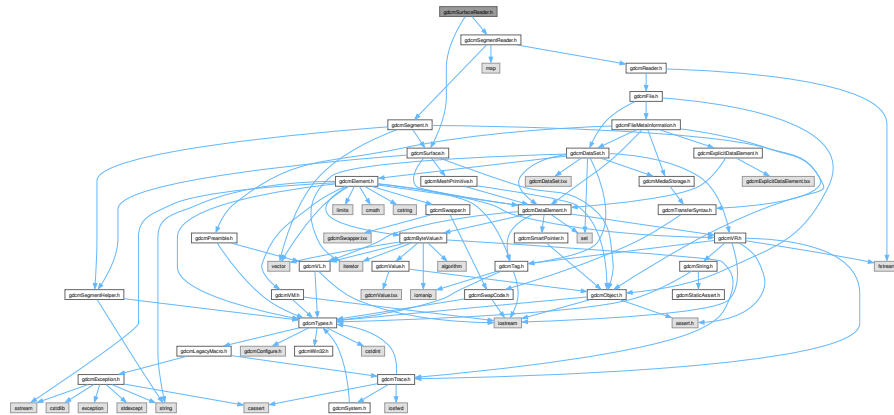 gdcmSurfaceReader.h
gdcmSegmentReader.h
map
gdcmReader.h
gdcmFile.h
gdcmSegment.h
gdcmFileMetaInformation.h
gdcmSurface.h
gdcmDataSet.h
gdcmExplicitDataElement.h
gdcmElement.h
gdcmMeshPrimitive.h
gdcmDataSet.txx
gdcmMediaStorage.h
gdcmExplicitDataElement.txx
limits
cmath
cstring
gdcmSwapper.h
gdcmDataElement.h
gdcmTransferSyntax.h
gdcmPreamble.h
gdcmSwapper.txx
gdcmByteValue.h
gdcmSmartPointer.h
set
gdcmVR.h
vector
gdcmVL.h
iterator
gdcmValue.h
algorithm
gdcmTag.h
gdcmString.h
fstream
gdcmSegmentHelper.h
gdcmVM.h
gdcmValue.txx
iomanip
gdcmSwapCode.h
gdcmObject.h
gdcmStaticAssert.h
gdcmTypes.h
iostream
assert.h
gdcmLegacyMacro.h
gdcmConfigure.h
gdcmWin32.h
cstdint
gdcmException.h
gdcmTrace.h
sstream
cstdlib
exception
stdexcept
string
cassert
gdcmSystem.h
iosfwd